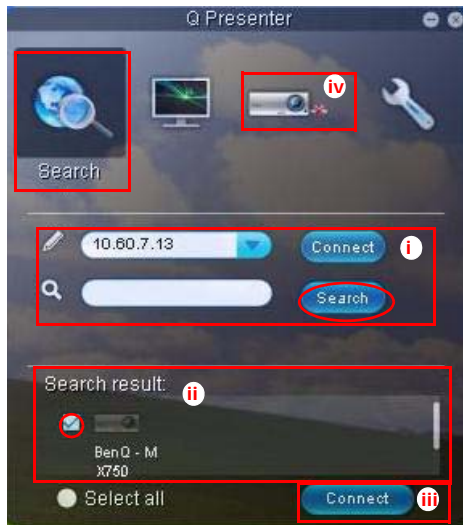 Q Presenter
iv
Search
10.60.7.13
Connect
i
Search
Search result:
ii
BenQ - M
X750
Select all
Connect
iii